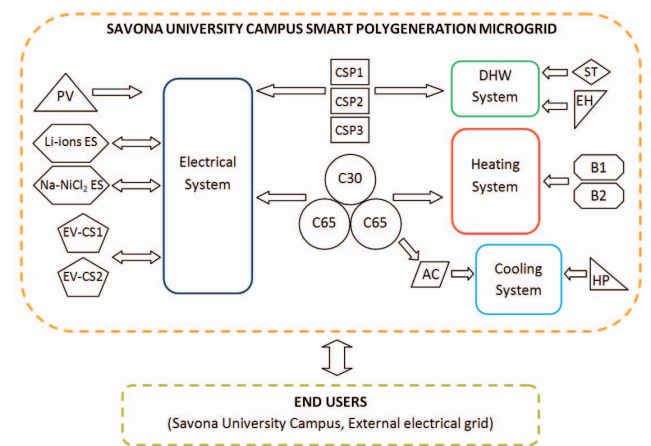 SAVONA UNIVERSITY CAMPUS SMART POLYGENERATION MICROGRID
PV
Li-ions ES
Na-NiCl₂ ES
EV-CS1
EV-CS2
Electrical
System
CSP1
CSP2
CSP3
C30
C65
C65
AC
DHW
System
ST
EH
Heating
System
B1
B2
Cooling
System
HP
END USERS
(Savona University Campus, External electrical grid)